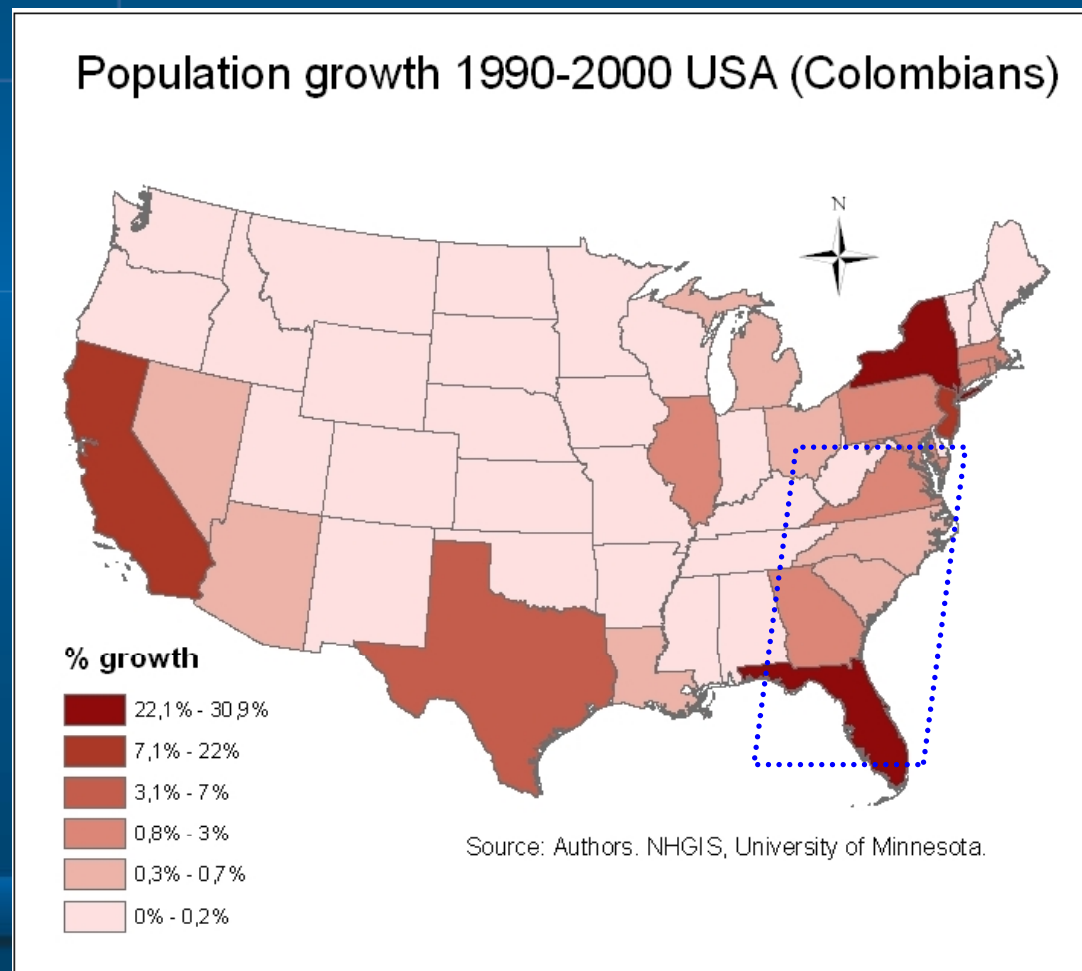 Population growth 1990-2000 USA (Colombians)
N
% growth
22,1% - 30,9%
7,1% - 22%
3,1% - 7%
0,8% - 3%
0,3% - 0,7%
0% - 0,2%
Source: Authors. NHGIS, University of Minnesota.